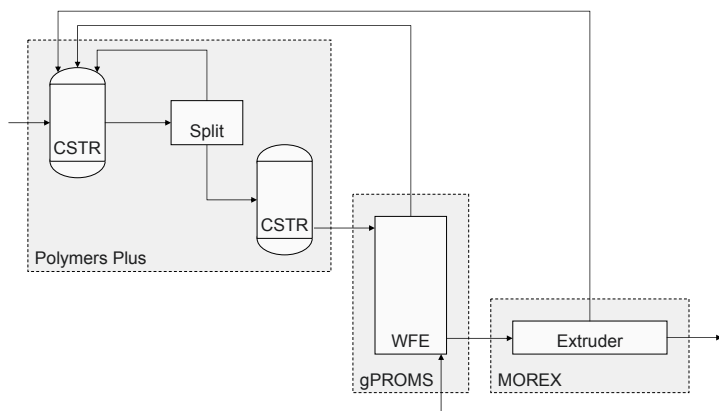 CSTR
Split
CSTR
Polymers Plus
WFE
gPROMS
Extruder
MOREX